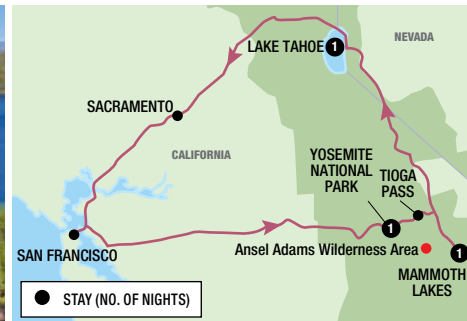 LAKE TAHOE
1
NEVADA
SACRAMENTO
CALIFORNIA
YOSEMITE
NATIONAL
PARK
TIOGA
PASS
1
SAN FRANCISCO
Ansel Adams Wilderness Area
1
MAMMOTH
LAKES
STAY (NO. OF NIGHTS)